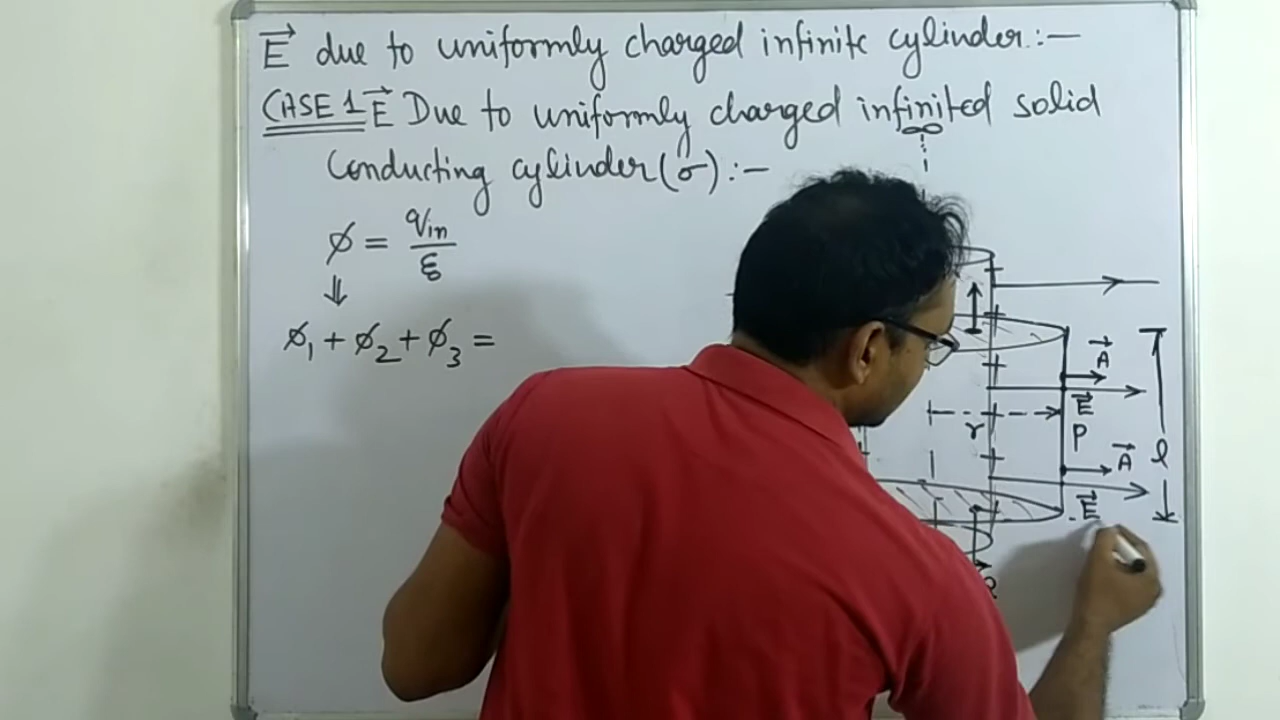 E⃗ due to uniformly charged infinite cylinder:-
CASE 1 E⃗ Due to uniformly charged infinited solid
∞
Conducting cylinder(σ):-
ϕ = qin/ε
⇓
ϕ1 + ϕ2 + ϕ3 =
A⃗
E⃗
r P
A⃗ l
E⃗